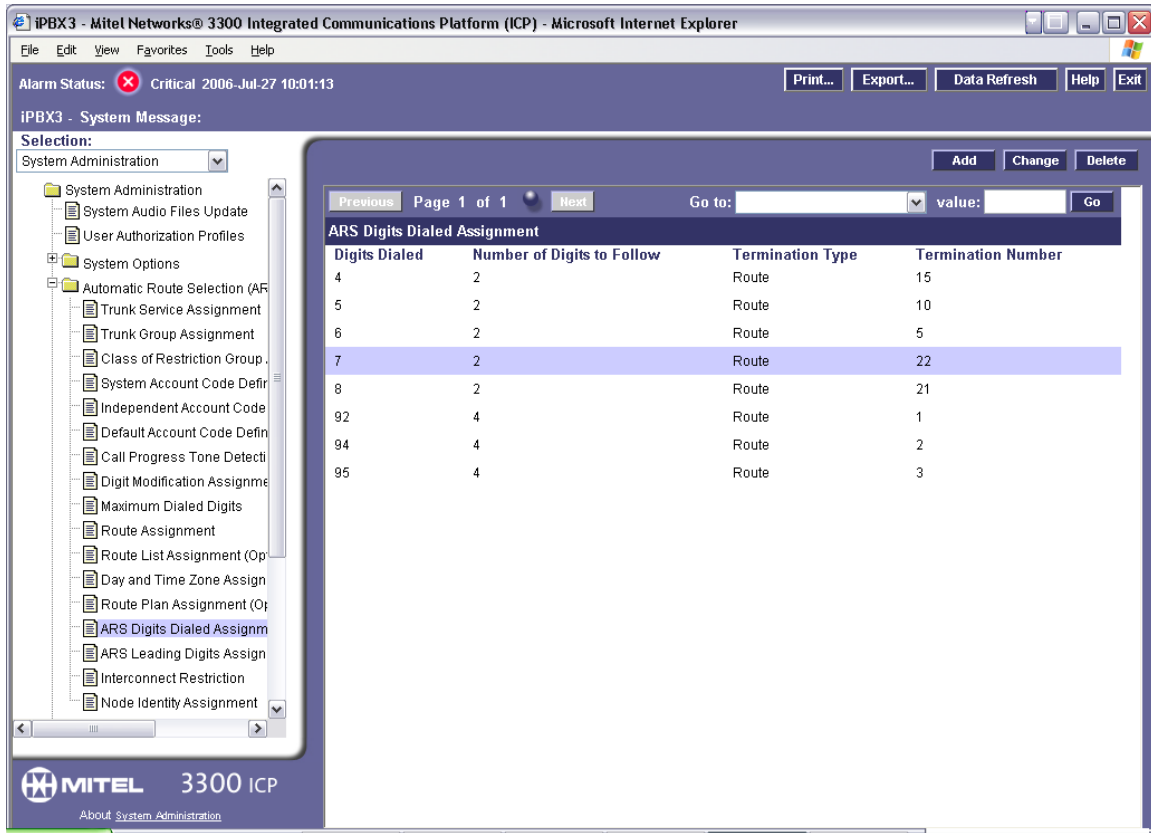 iPBX3 - Mitel Networks® 3300 Integrated Communications Platform (ICP) - Microsoft Internet Explorer
File Edit View Favorites Tools Help
Alarm Status: Critical 2006-Jul-27 10:01:13
Print... Export... Data Refresh Help Exit
iPBX3 - System Message:
Selection:
System Administration
System Administration
System Audio Files Update
User Authorization Profiles
System Options
Automatic Route Selection (AR
Trunk Service Assignment
Trunk Group Assignment
Class of Restriction Group
System Account Code Defir
Independent Account Code
Default Account Code Defin
Call Progress Tone Detecti
Digit Modification Assignme
Maximum Dialed Digits
Route Assignment
Route List Assignment (Op
Day and Time Zone Assign
Route Plan Assignment (Op
ARS Digits Dialed Assignm
ARS Leading Digits Assign
Interconnect Restriction
Node Identity Assignment
MITEL 3300 ICP
About System Administration
Add Change Delete
Previous Page 1 of 1 Next Go to: value: Go
ARS Digits Dialed Assignment
Digits Dialed Number of Digits to Follow Termination Type Termination Number
4 2 Route 15
5 2 Route 10
6 2 Route 5
7 2 Route 22
8 2 Route 21
92 4 Route 1
94 4 Route 2
95 4 Route 3